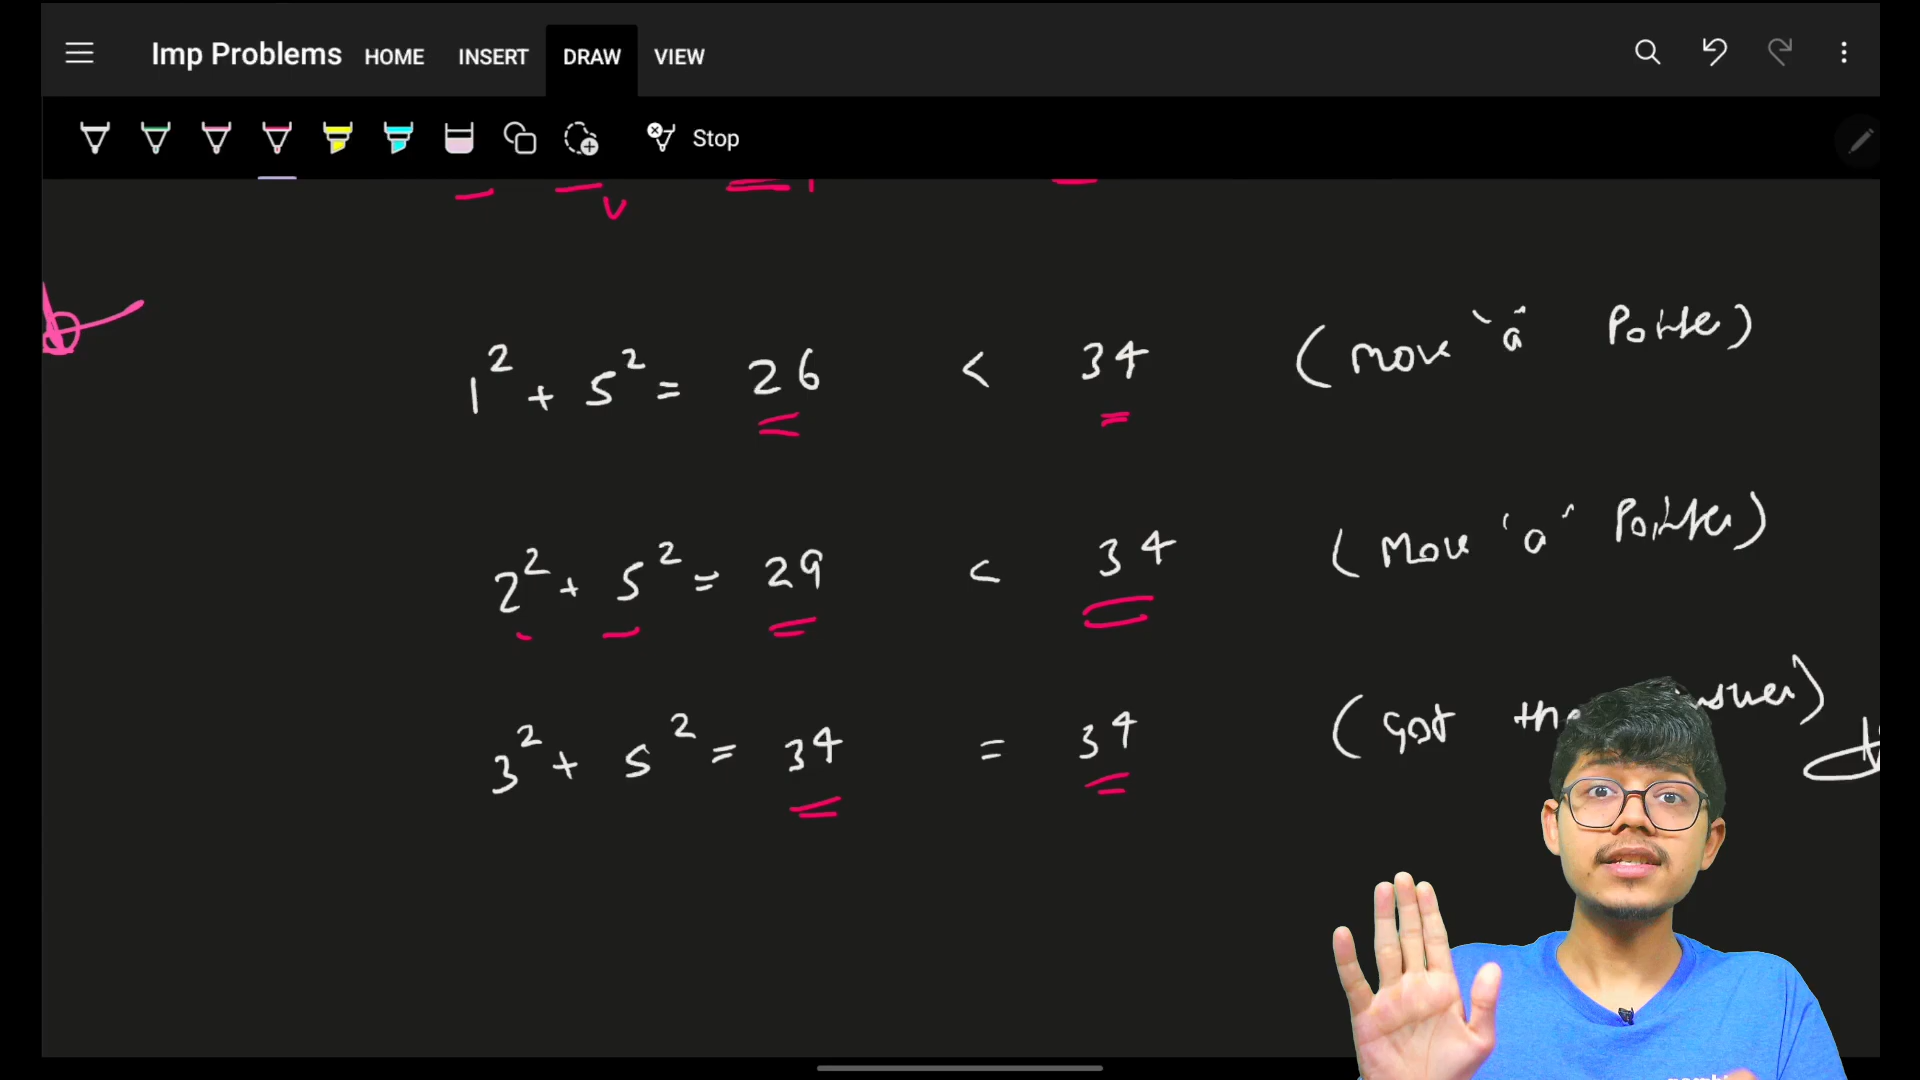 Imp Problems HOME INSERT DRAW VIEW
Stop
1² + 5² = 26 < 34 (Move 'a' Pointer)
2² + 5² = 29 < 34 (Move 'a' Pointer)
3² + 5² = 34 = 34 (Got the answer)